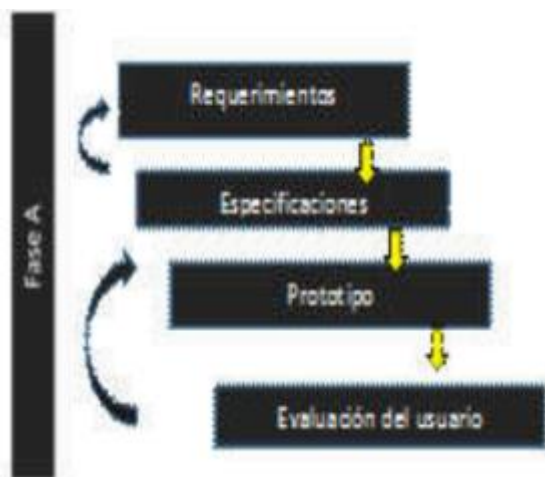 Fase A
Requerimientos
Especificaciones
Prototipo
Evaluación del usuario